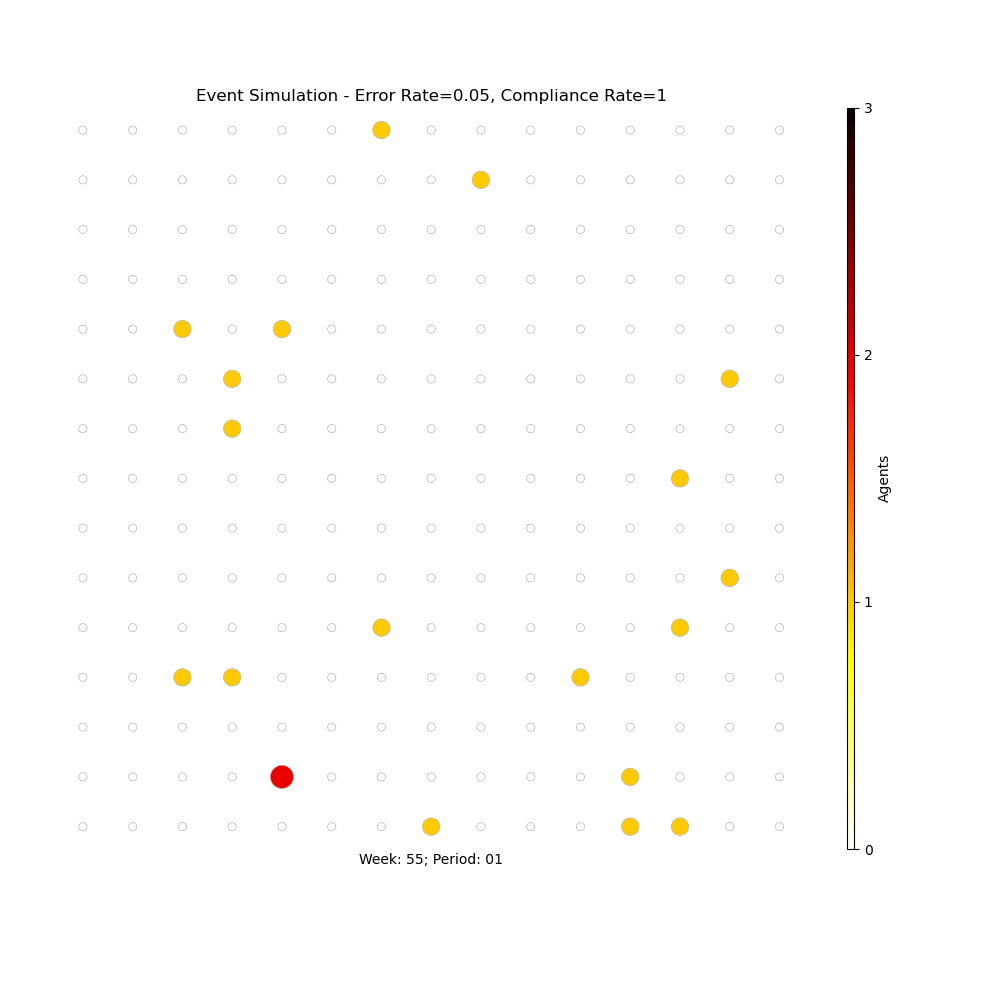 Event Simulation - Error Rate=0.05, Compliance Rate=1
3
2
Agents
1
0
Week: 55; Period: 01